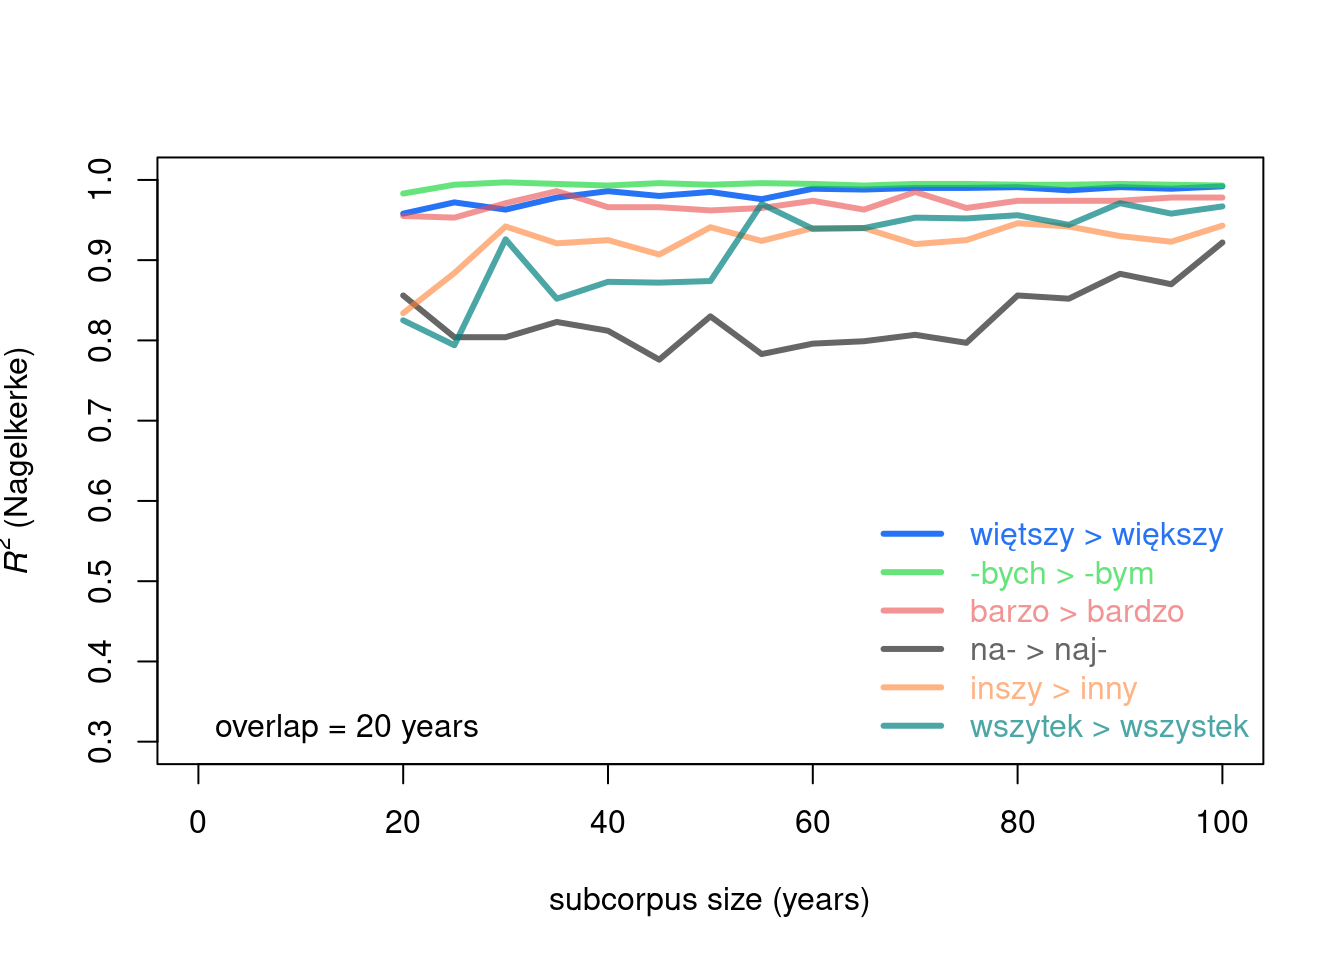 1.0
0.9
0.8
0.7
0.6
0.5
0.4
0.3
R² (Nagelkerke)
więtszy > większy
-bych > -bym
barzo > bardzo
na- > naj-
inszy > inny
wszytek > wszystek
overlap = 20 years
0 20 40 60 80 100
subcorpus size (years)